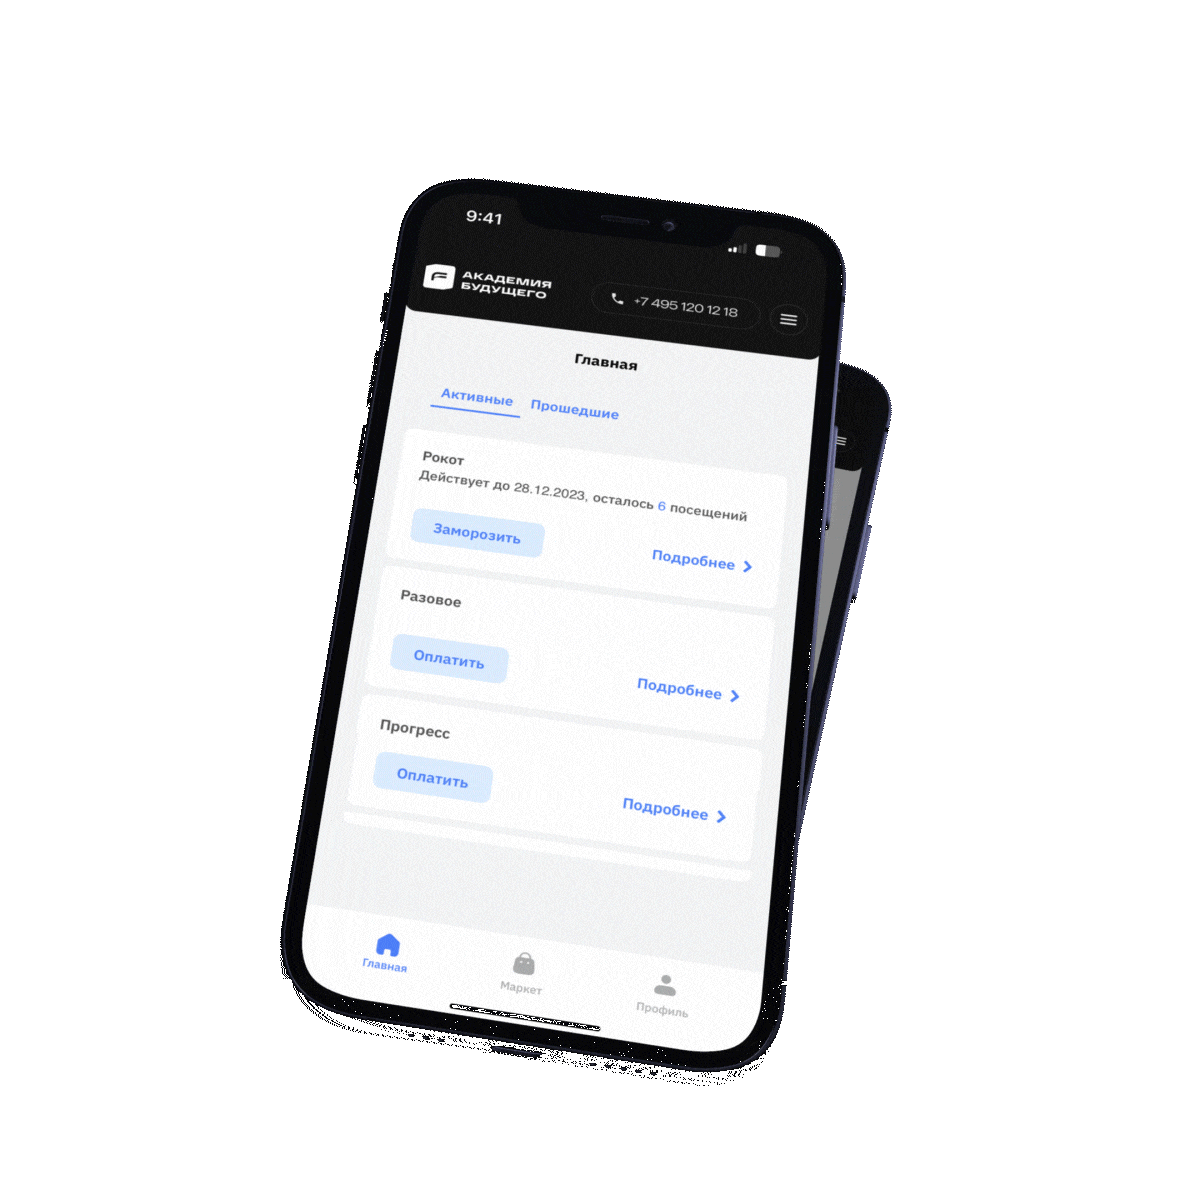 9:41
АКАДЕМИЯ
БУДУЩЕГО
+7 495 120 12 18
Главная
Активные Прошедшие
Рокот
Действует до 28.12.2023, осталось 6 посещений
Заморозить
Подробнее
Разовое
Оплатить
Подробнее
Прогресс
Оплатить
Подробнее
Главная
Маркет
Профиль